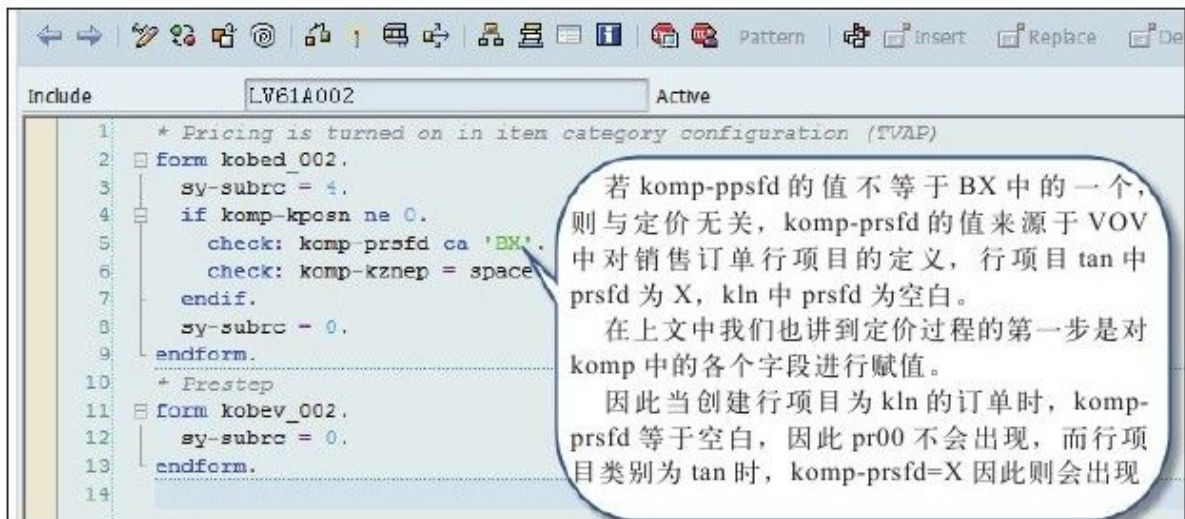 Pattern Insert Replace De
Include LV61A002 Active
1 * Pricing is turned on in item category configuration (TVAP)
2 form kobed_002.
3 sy-subrc = 4.
4 if komp-kposn ne 0.
5 check: komp-prsfd ca 'BX'.
6 check: komp-kznep = space
7 endif.
8 sy-subrc = 0.
9 endform.
10 * Prestep
11 form kobev_002.
12 sy-subrc = 0.
13 endform.
14
若 komp-ppsfd 的值不等于 BX 中的一个，
则与定价无关，komp-prsfd 的值来源于 VOV
中对销售订单行项目的定义，行项目 tan 中
prsfd 为 X，kln 中 prsfd 为空白。
在上文中我们也讲到定价过程的第一步是对
komp 中的各个字段进行赋值。
因此当创建行项目为 kln 的订单时，komp-
prsfd 等于空白，因此 pr00 不会出现，而行项
目类别为 tan 时，komp-prsfd=X 因此则会出现